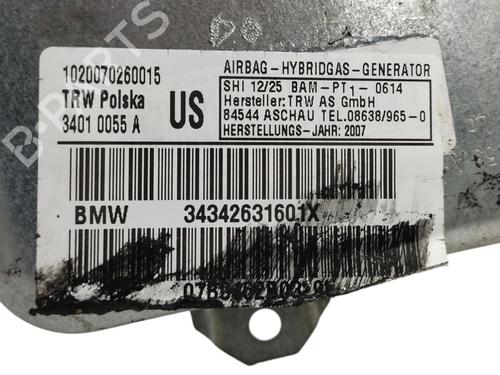 DO
1020070260015
TRW Polska
3401 0055 A
US
AIRBAG-HYBRIDGAS-GENERATOR
SHI 12/25 BAM-PT1-0614
Hersteller:TRW AS GmbH
84544 ASCHAU TEL.08638/965-0
HERSTELLUNGS-JAHR: 2007
BMW 34342631601X